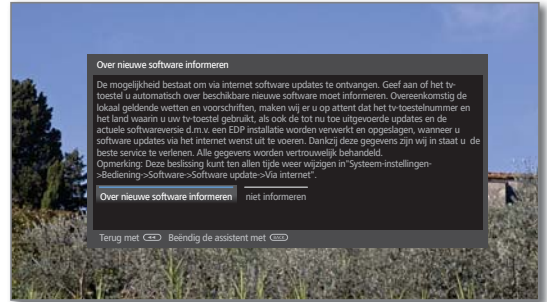 Over nieuwe software informeren
De mogelijkheid bestaat om via internet software updates te ontvangen. Geef aan of het tv-
toestel u automatisch over beschikbare nieuwe software moet informeren. Overeenkomstig de
lokaal geldende wetten en voorschriften, maken wij er u op attent dat het tv-toestelnummer en
het land waarin u uw tv-toestel gebruikt, als ook de tot nu toe uitgevoerde updates en de
actuele softwareversie d.m.v. een EDP installatie worden verwerkt en opgeslagen, wanneer u
software updates via het internet wenst uit te voeren. Dankzij deze gegevens zijn wij in staat u de
beste service te verlenen. Alle gegevens worden vertrouwelijk behandeld.
Opmerking: Deze beslissing kunt ten allen tijde weer wijzigen in"Systeem-instellingen-
>Bediening->Software->Software update->Via internet".
Over nieuwe software informeren niet informeren
Terug met Beëndig de assistent met BACK